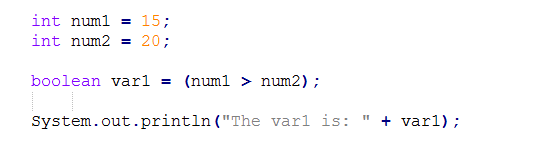 int num1 = 15;
int num2 = 20;
boolean var1 = (num1 > num2);
System.out.println("The var1 is: " + var1);